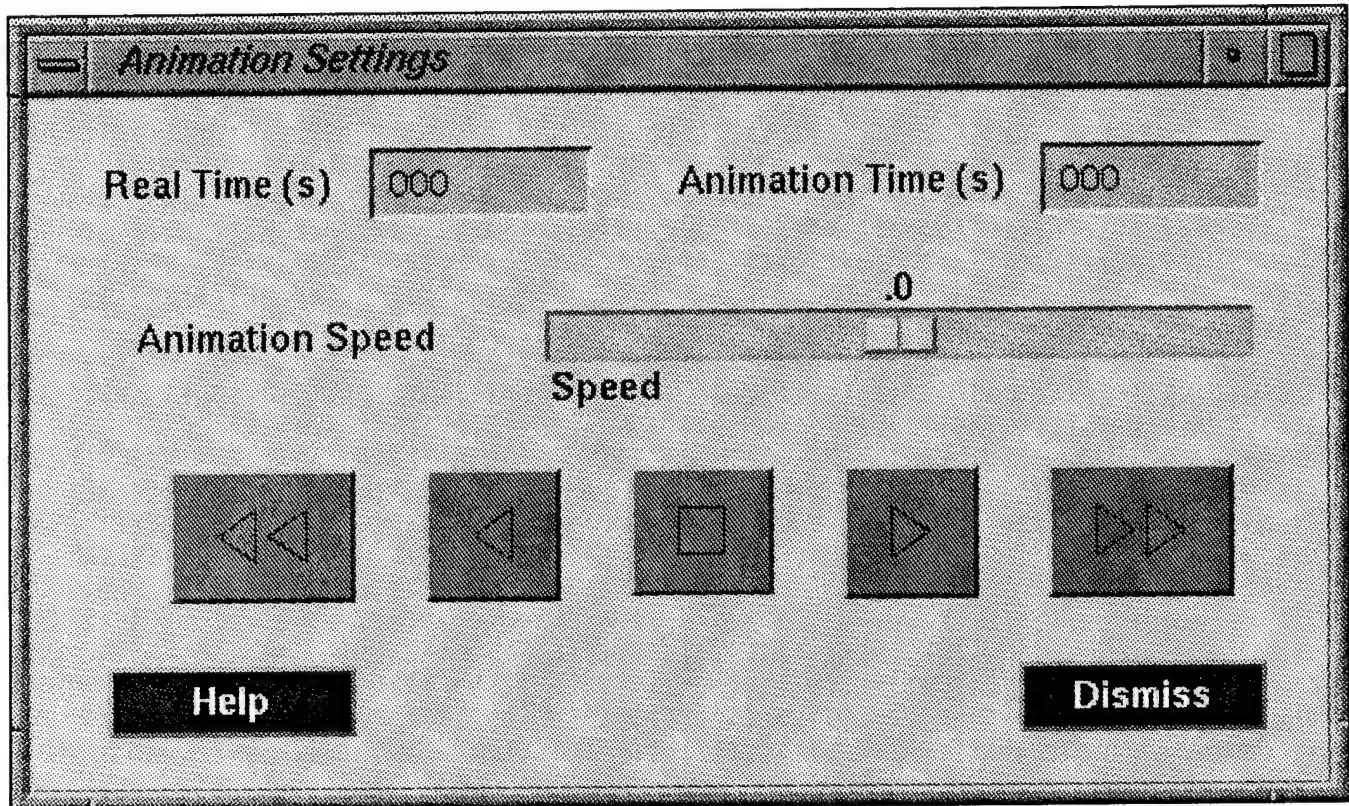 Animation Settings
Real Time (s) 000 Animation Time (s) 000
.0
Animation Speed
Speed
Help Dismiss